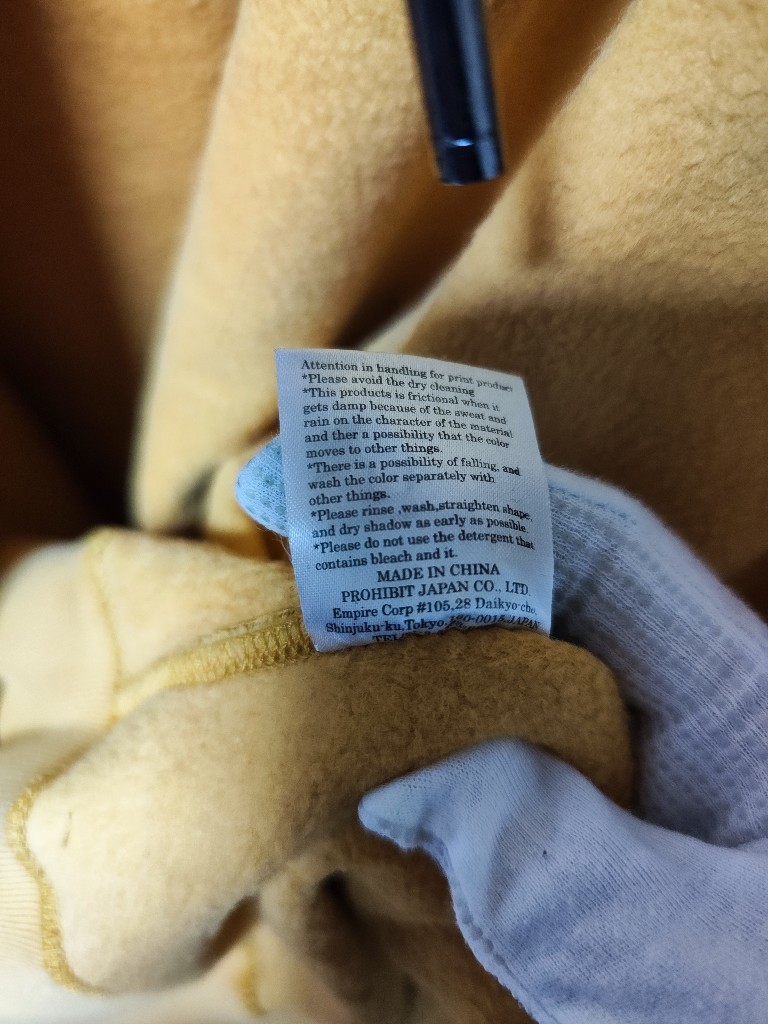 Attention in handling for print produc
*Please avoid the dry cleaning
*This products is frictional when it
gets damp because of the sweat and
rain on the character of the material
and ther a possibility that the color
moves to other things.
*There is a possibility of falling, and
wash the color separately with
other things.
*Please rinse ,wash,straighten shape,
and dry shadow as early as possible.
*Please do not use the detergent that
contains bleach and it.
MADE IN CHINA
PROHIBIT JAPAN CO., LTD.
Empire Corp #105,28 Daikyo-cho,
Shinjuku-ku,Tokyo,160-0015,JAPAN